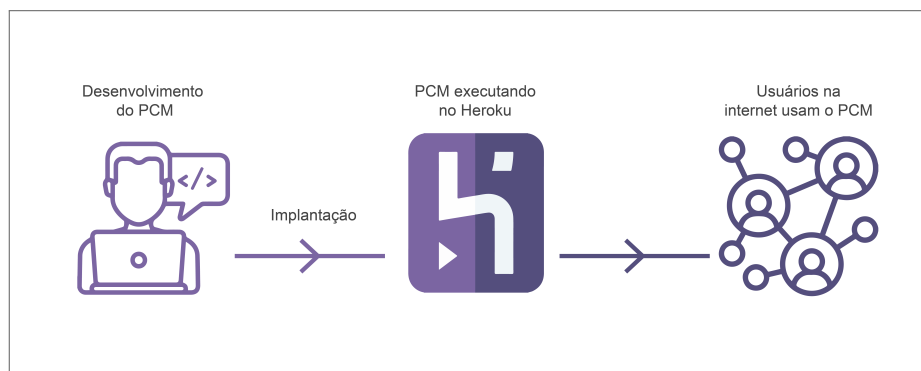 Desenvolvimento
do PCM
PCM executando
no Heroku
Usuários na
internet usam o PCM
</>
Implantação